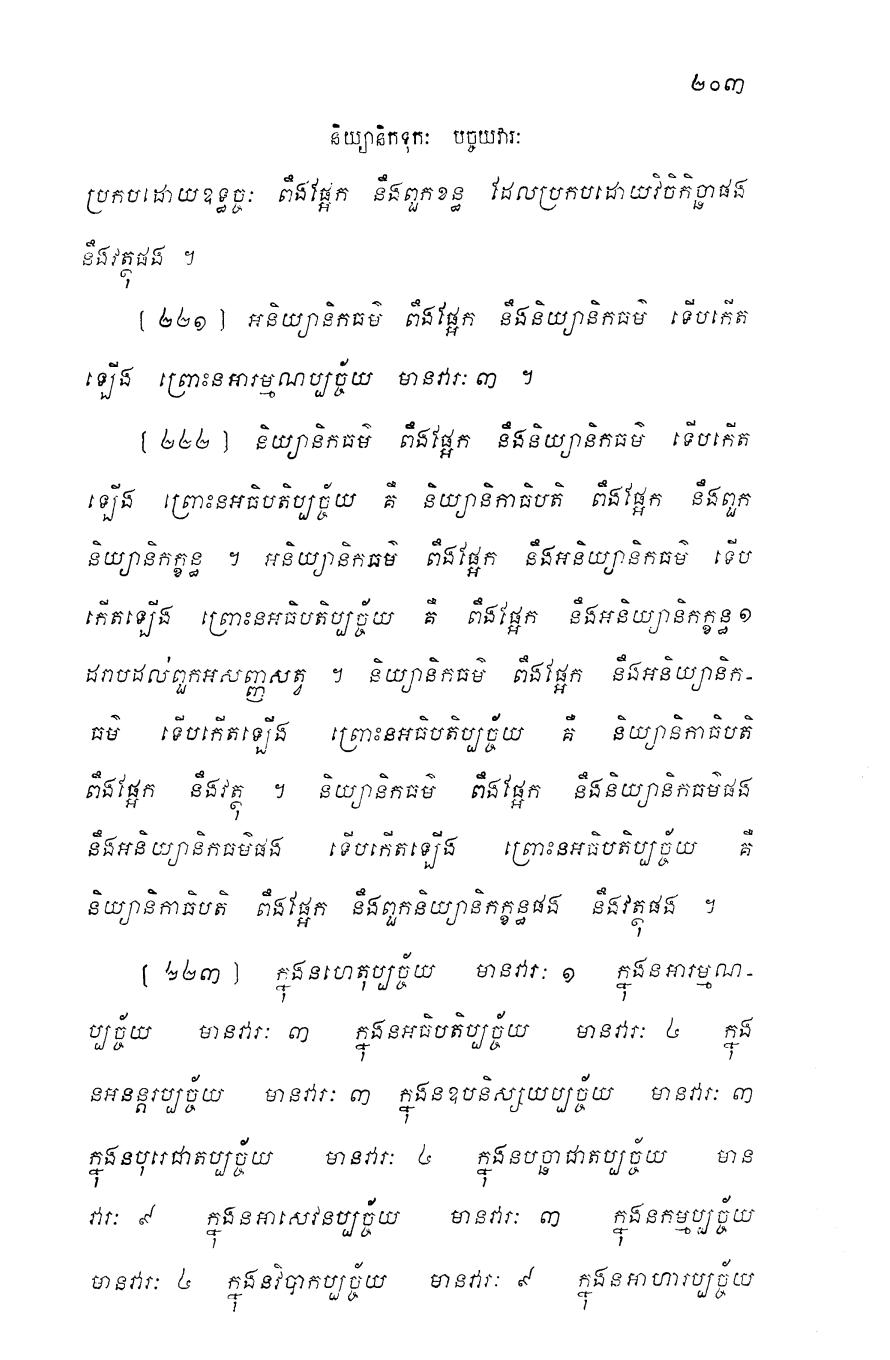 ២០៣
និយ្យានិកទុកៈ បច្ចយវារៈ
ប្រកបដោយឧទ្ធច្ចៈ ពឹងផ្អែក នឹងពួកខន្ធ ដែលប្រកបដោយវិចិកិច្ឆាផង
នឹងវត្ថុផង ។
[ ២២១ ] អនិយ្យានិកធម៌ ពឹងផ្អែក នឹងនិយ្យានិកធម៌ ទើបកើត
ឡើង ព្រោះនអារម្មណប្បច្ច័យ មានវារៈ ៣ ។
[ ២២២ ] និយ្យានិកធម៌ ពឹងផ្អែក នឹងនិយ្យានិកធម៌ ទើបកើត
ឡើង ព្រោះនអធិបតិប្បច្ច័យ គឺ និយ្យានិកាធិបតិ ពឹងផ្អែក នឹងពួក
និយ្យានិកក្ខន្ធ ។ អនិយ្យានិកធម៌ ពឹងផ្អែក នឹងអនិយ្យានិកធម៌ ទើប
កើតឡើង ព្រោះនអធិបតិប្បច្ច័យ គឺ ពឹងផ្អែក នឹងអនិយ្យានិកក្ខន្ធ ១
ដរាបដល់ពួកអសញ្ញសត្វ ។ និយ្យានិកធម៌ ពឹងផ្អែក នឹងអនិយ្យានិក-
ធម៌ ទើបកើតឡើង ព្រោះនអធិបតិប្បច្ច័យ គឺ និយ្យានិកាធិបតិ
ពឹងផ្អែក នឹងវត្ថុ ។ និយ្យានិកធម៌ ពឹងផ្អែក នឹងនិយ្យានិកធម៌ផង
នឹងអនិយ្យានិកធម៌ផង ទើបកើតឡើង ព្រោះនអធិបតិប្បច្ច័យ គឺ
និយ្យានិកាធិបតិ ពឹងផ្អែក នឹងពួកនិយ្យានិកក្ខន្ធផង នឹងវត្ថុផង ។
[ ២២៣ ] ក្នុងនហេតុប្បច្ច័យ មានវារៈ ១ ក្នុងនអារម្មណ-
ប្បច្ច័យ មានវារៈ ៣ ក្នុងនអធិបតិប្បច្ច័យ មានវារៈ ៤ ក្នុង
នអនន្តរប្បច្ច័យ មានវារៈ ៣ ក្នុងនឧបនិស្សយប្បច្ច័យ មានវារៈ ៣
ក្នុងនបុរេជាតប្បច្ច័យ មានវារៈ ៤ ក្នុងនបច្ឆាជាតប្បច្ច័យ មាន
វារៈ ៩ ក្នុងនអាសេវនប្បច្ច័យ មានវារៈ ៣ ក្នុងនកម្មប្បច្ច័យ
មានវារៈ ៤ ក្នុងនវិបាកប្បច្ច័យ មានវារៈ ៩ ក្នុងនអាហារប្បច្ច័យ